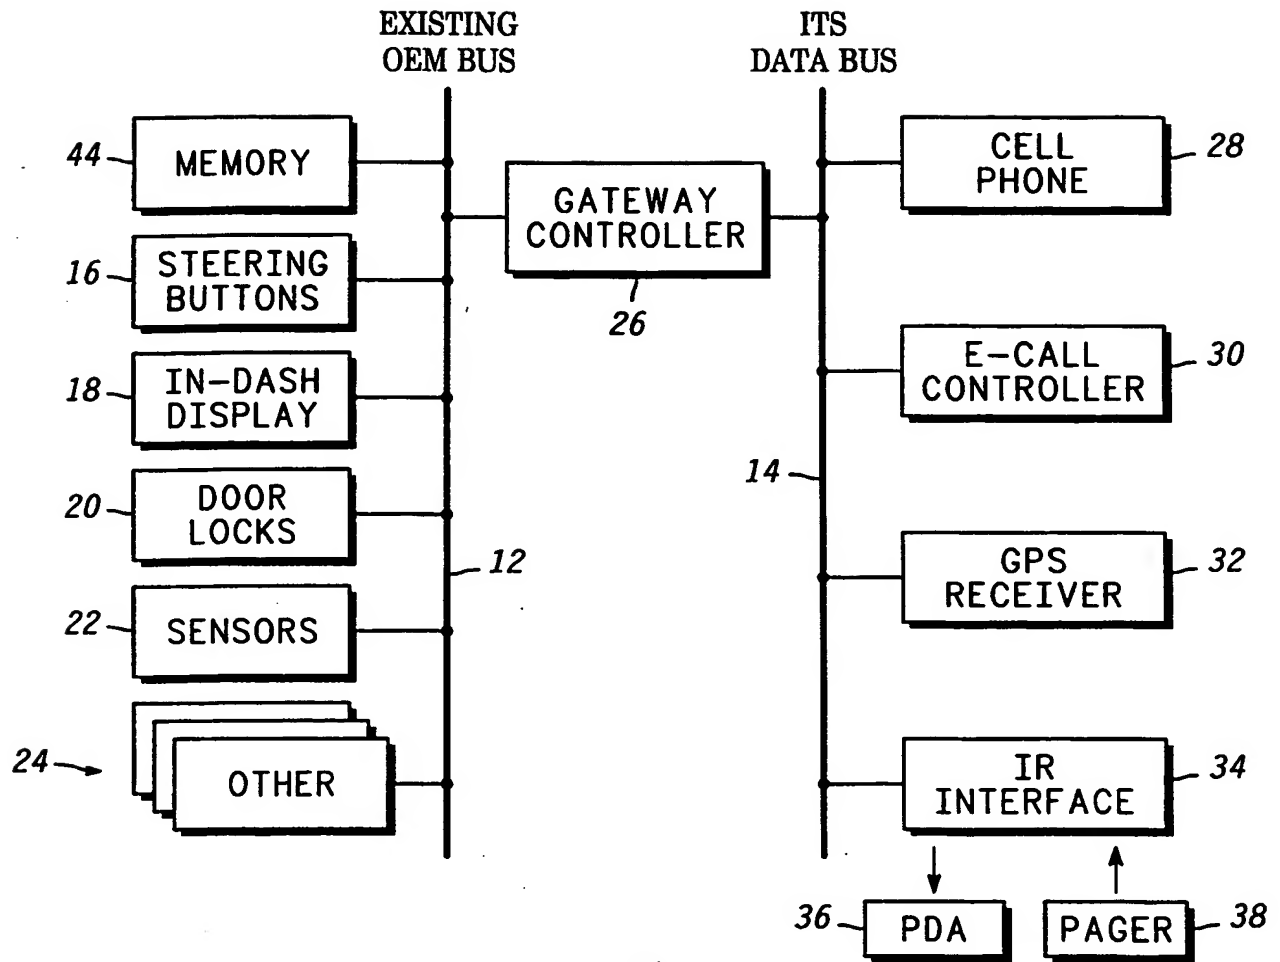 EXISTING
OEM BUS
ITS
DATA BUS
44
MEMORY
GATEWAY
CONTROLLER
26
CELL
PHONE
28
16
STEERING
BUTTONS
18
IN-DASH
DISPLAY
E-CALL
CONTROLLER
30
20
DOOR
LOCKS
14
12
22
SENSORS
GPS
RECEIVER
32
24
OTHER
IR
INTERFACE
34
36
PDA
PAGER
38